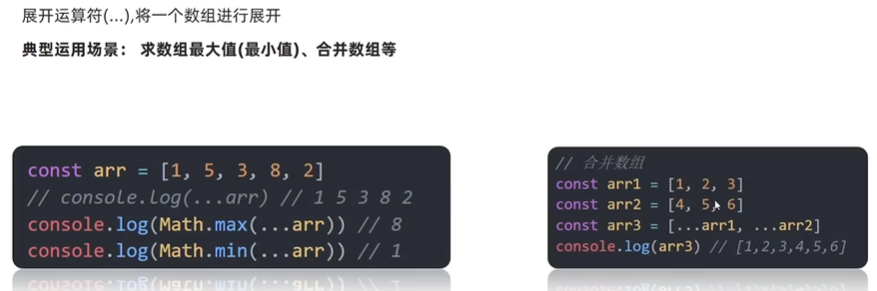 展开运算符(...),将一个数组进行展开
典型运用场景： 求数组最大值(最小值)、合并数组等
const arr = [1, 5, 3, 8, 2]
// console.log(...arr) // 1 5 3 8 2
console.log(Math.max(...arr)) // 8
console.log(Math.min(...arr)) // 1
// 合并数组
const arr1 = [1, 2, 3]
const arr2 = [4, 5, 6]
const arr3 = [...arr1, ...arr2]
console.log(arr3) // [1,2,3,4,5,6]